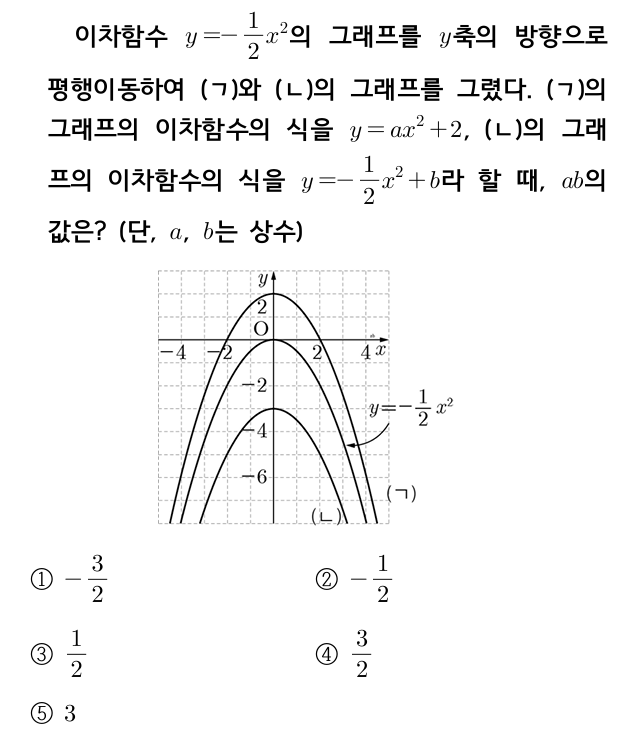 이차함수 y=-\frac{1}{2}x^2의 그래프를 y축의 방향으로
평행이동하여 (ㄱ)와 (ㄴ)의 그래프를 그렸다. (ㄱ)의
그래프의 이차함수의 식을 y=ax^2+2, (ㄴ)의 그래
프의 이차함수의 식을 y=-\frac{1}{2}x^2+b라 할 때, ab의
값은? (단, a, b는 상수)
y
2
O
-4 -2 2 4 x
-2
y=-\frac{1}{2}x^2
-4
-6
(ㄱ)
(ㄴ)
① -\frac{3}{2} ② -\frac{1}{2}
③ \frac{1}{2} ④ \frac{3}{2}
⑤ 3